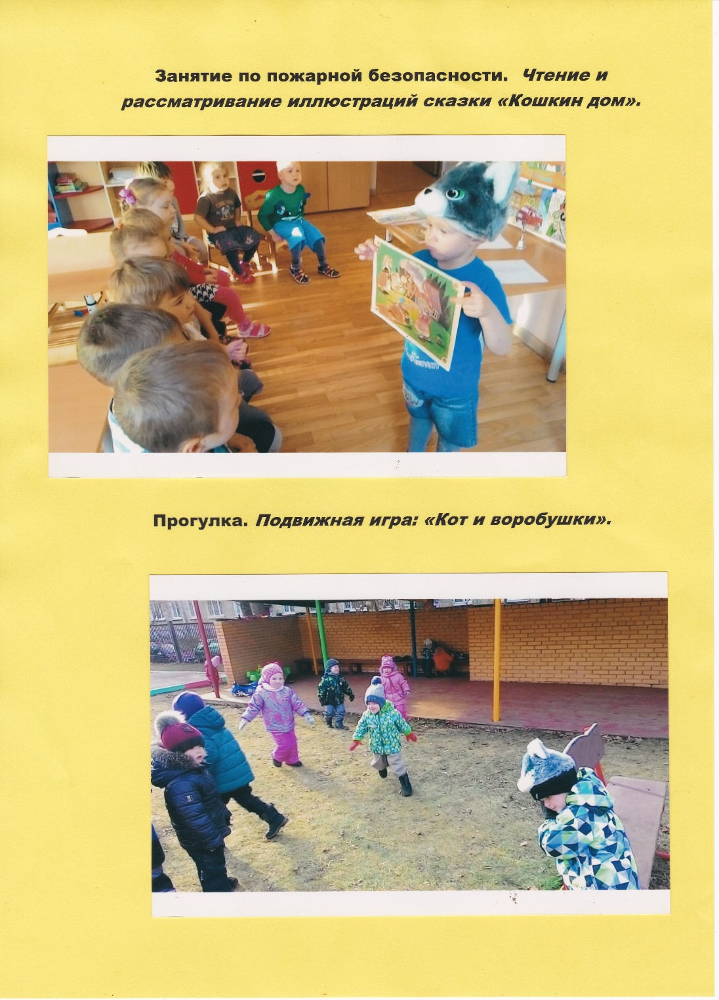 Занятие по пожарной безопасности. Чтение и
рассматривание иллюстраций сказки «Кошкин дом».
Прогулка. Подвижная игра: «Кот и воробушки».